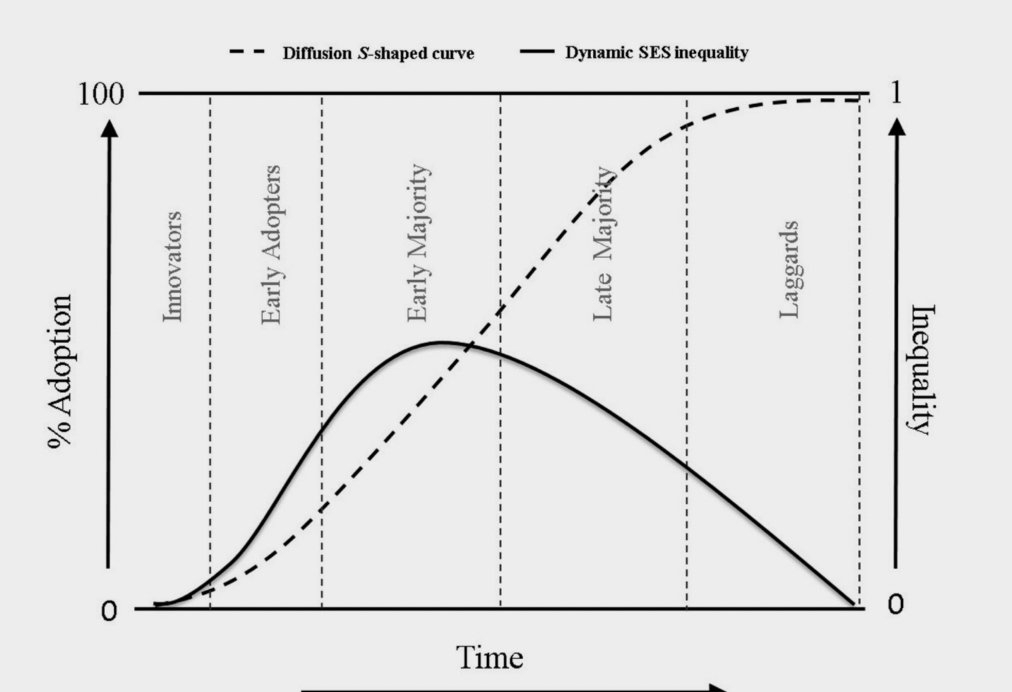 Diffusion S-shaped curve
Dynamic SES inequality
100
1
Innovators
Early Adopters
Early Majority
Late Majority
Laggards
% Adoption
Inequality
0
0
Time